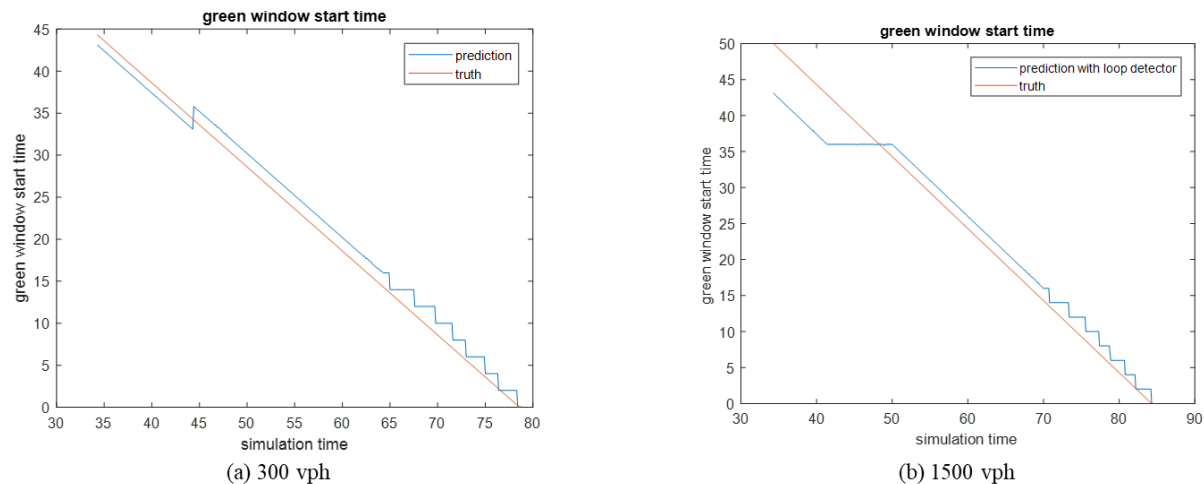 green window start time
45
40
35
30
25
20
15
10
5
0
green window start time
prediction
truth
30 35 40 45 50 55 60 65 70 75 80
simulation time
(a) 300 vph
green window start time
50
45
40
35
30
25
20
15
10
5
0
green window start time
prediction with loop detector
truth
30 40 50 60 70 80 90
simulation time
(b) 1500 vph